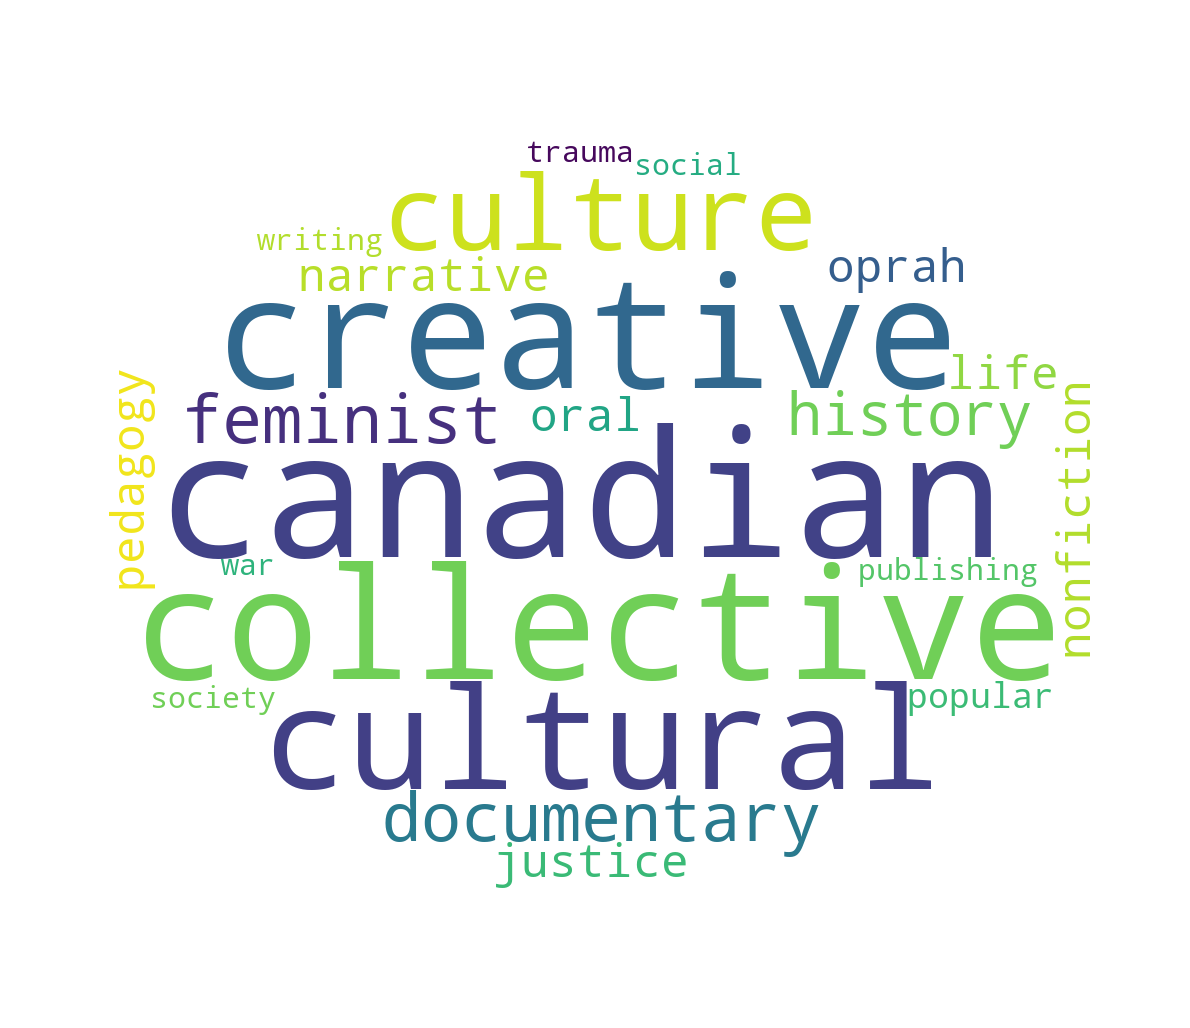 trauma
social
culture
writing
narrative
oprah
creative
life
pedagogy
feminist
oral
history
nonfiction
canadian
war
publishing
collective
society
popular
cultural
documentary
justice